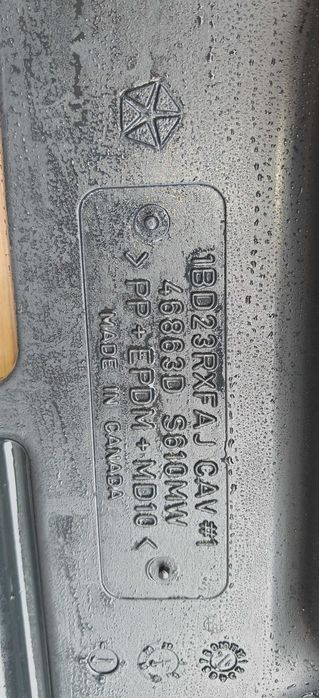 1BD23RXFAJ CAV #1
46863D S610MW
> PP+EPDM+MD10 <
MADE IN CANADA